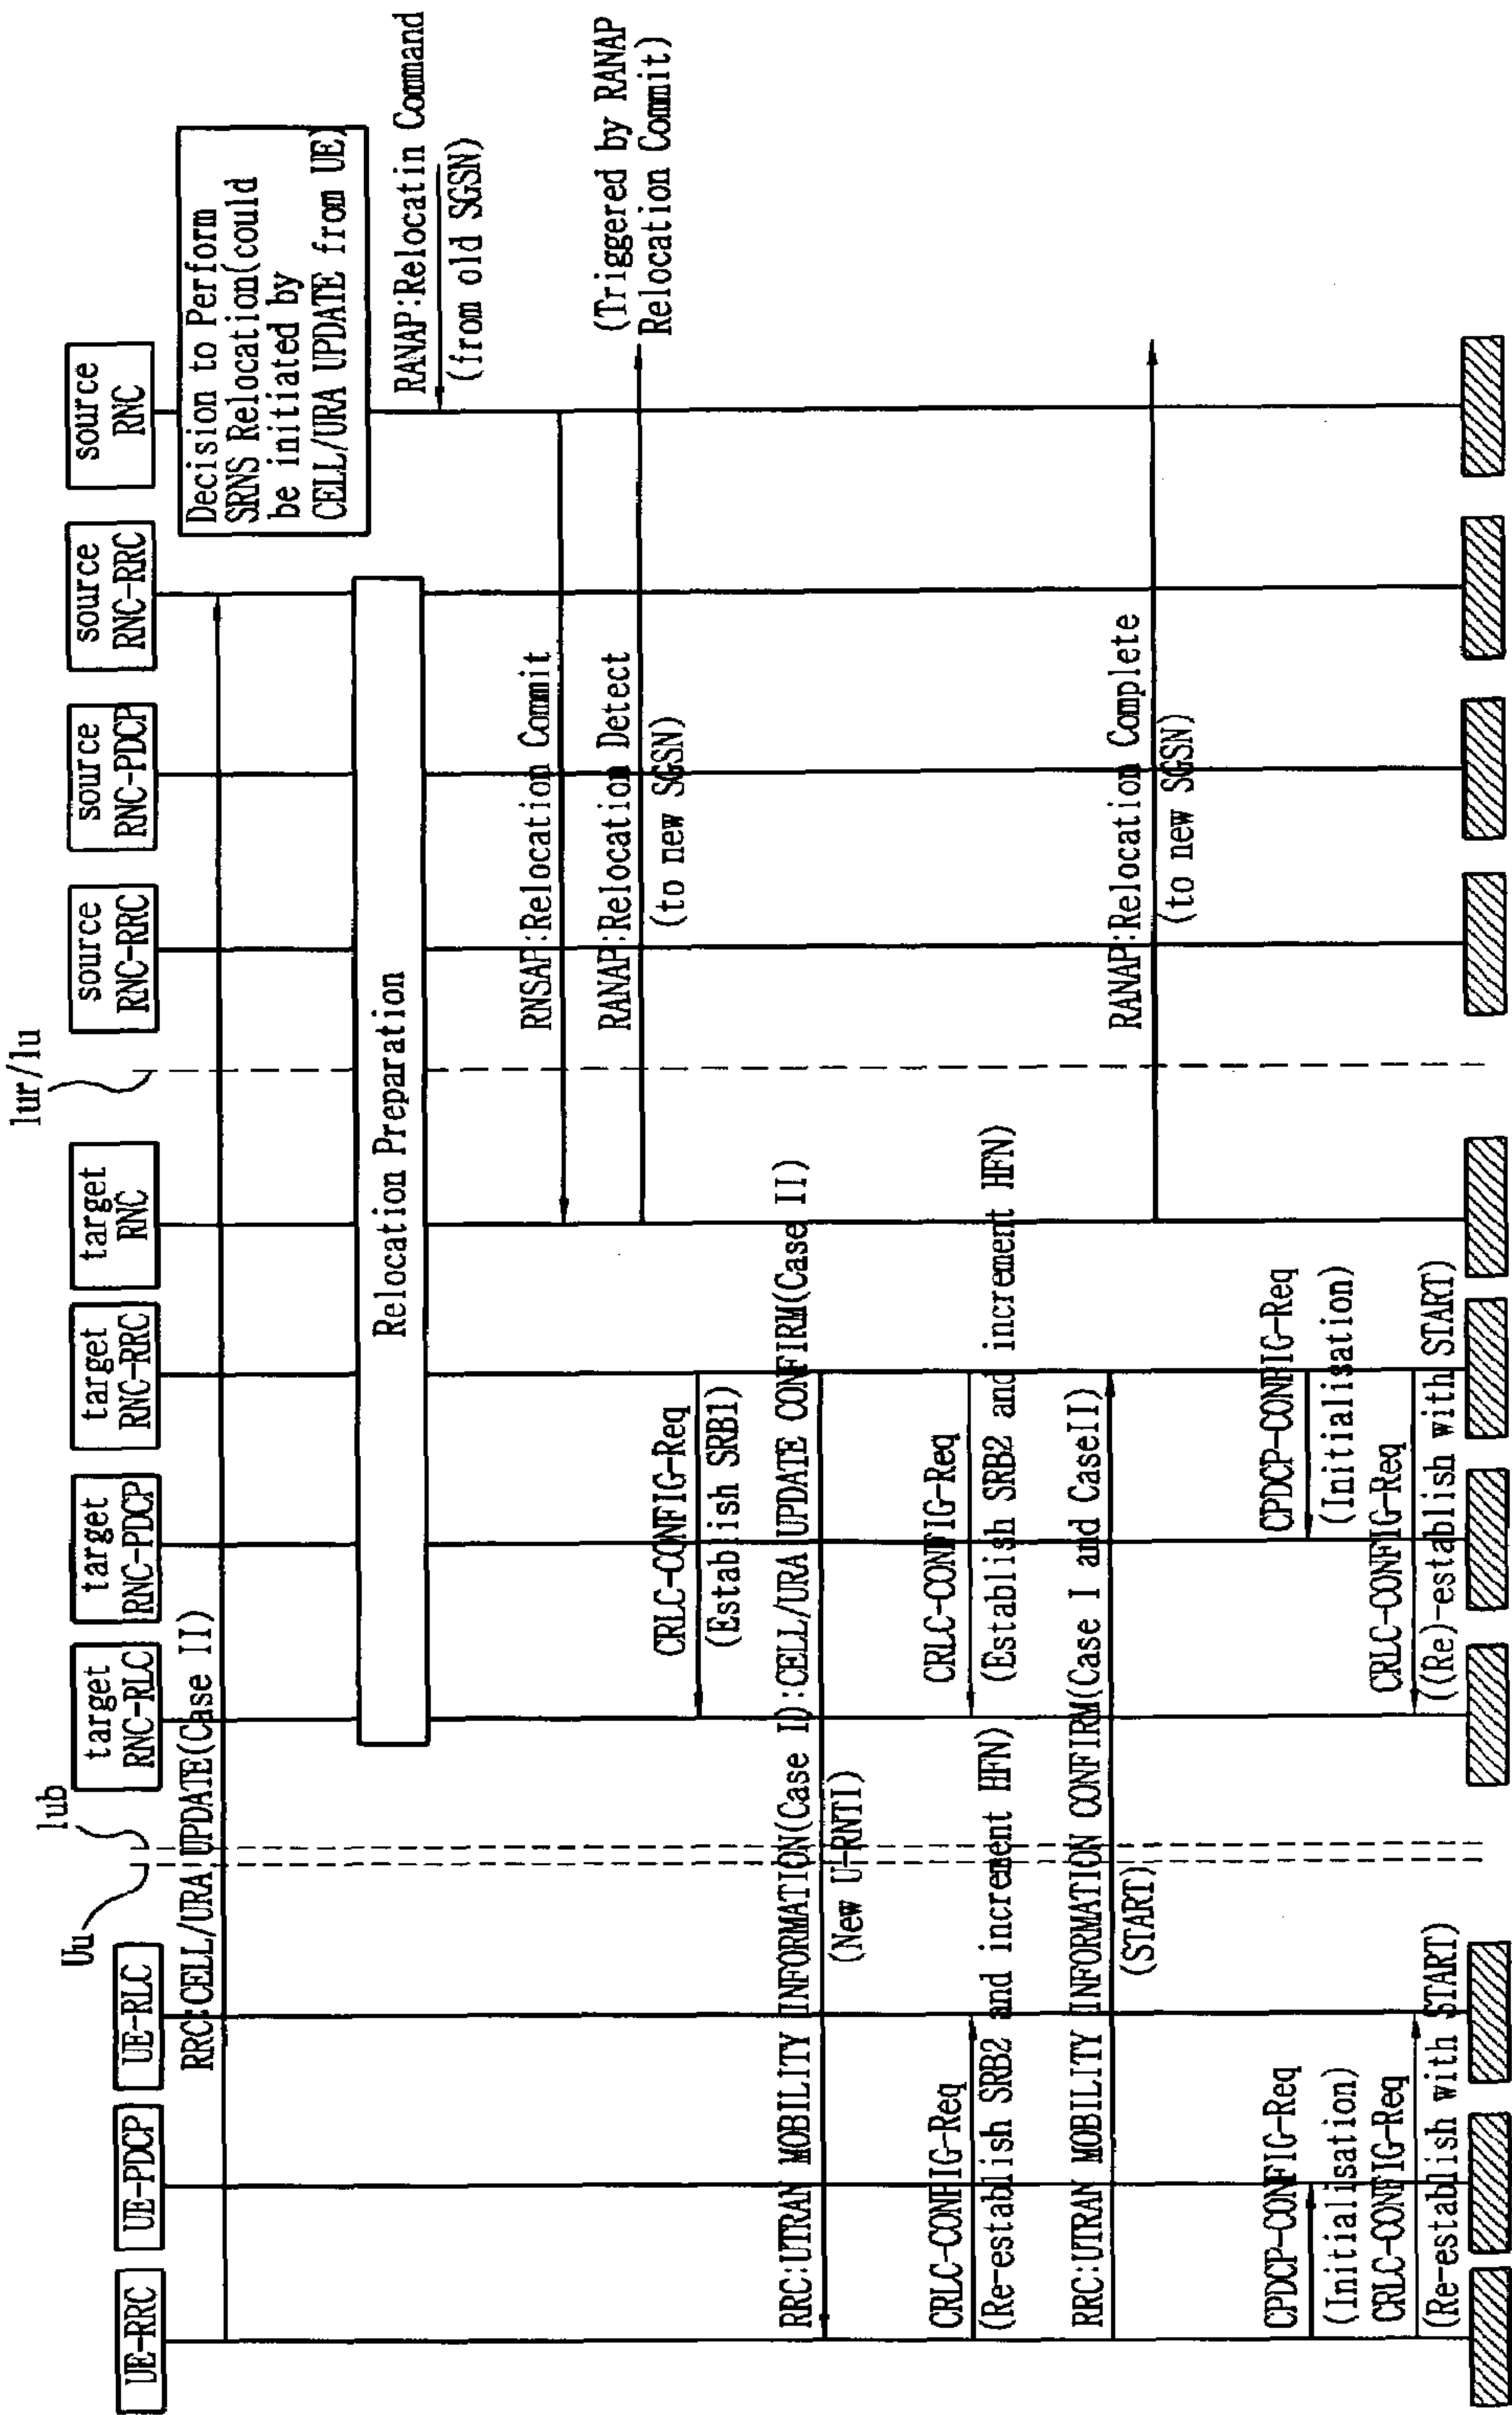 Iur/Iu
Uu
Iub
UE-RRC
UE-PDCP
UE-RLC
target
RNC-RLC
target
RNC-PDCP
target
RNC-RRC
target
RNC
source
RNC-RRC
source
RNC-PDCP
source
RNC-RRC
source
RNC
RRC:CELL/URA UPDATE(Case II)
Decision to Perform
SRNS Relocation(could
be initiated by
CELL/URA UPDATE from UE)
Relocation Preparation
RANAP:Relocatin Command
(from old SGSN)
RNSAP:Relocation Commit
RANAP:Relocation Detect
(to new SGSN)
(Triggered by RANAP
Relocation Commit)
CRLC-CONFIG-Req
(Establish SRB1)
RRC:UTRAN MOBILITY INFORMATION(Case I):CELL/URA UPDATE CONFIRM(Case II)
(New U-RNTI)
CRLC-CONFIG-Req
(Re-establish SRB2 and increment HFN)
CRLC-CONFIG-Req
(Establish SRB2 and increment HFN)
RRC:UTRAN MOBILITY INFORMATION CONFIRM(Case I and CaseII)
(START)
RANAP:Relocation Complete
(to new SGSN)
CPDCP-CONFIG-Req
(Initialisation)
CRLC-CONFIG-Req
(Re-establish with START)
CPDCP-CONFIG-Req
(Initialisation)
CRLC-CONFIG-Req
((Re)-establish with START)